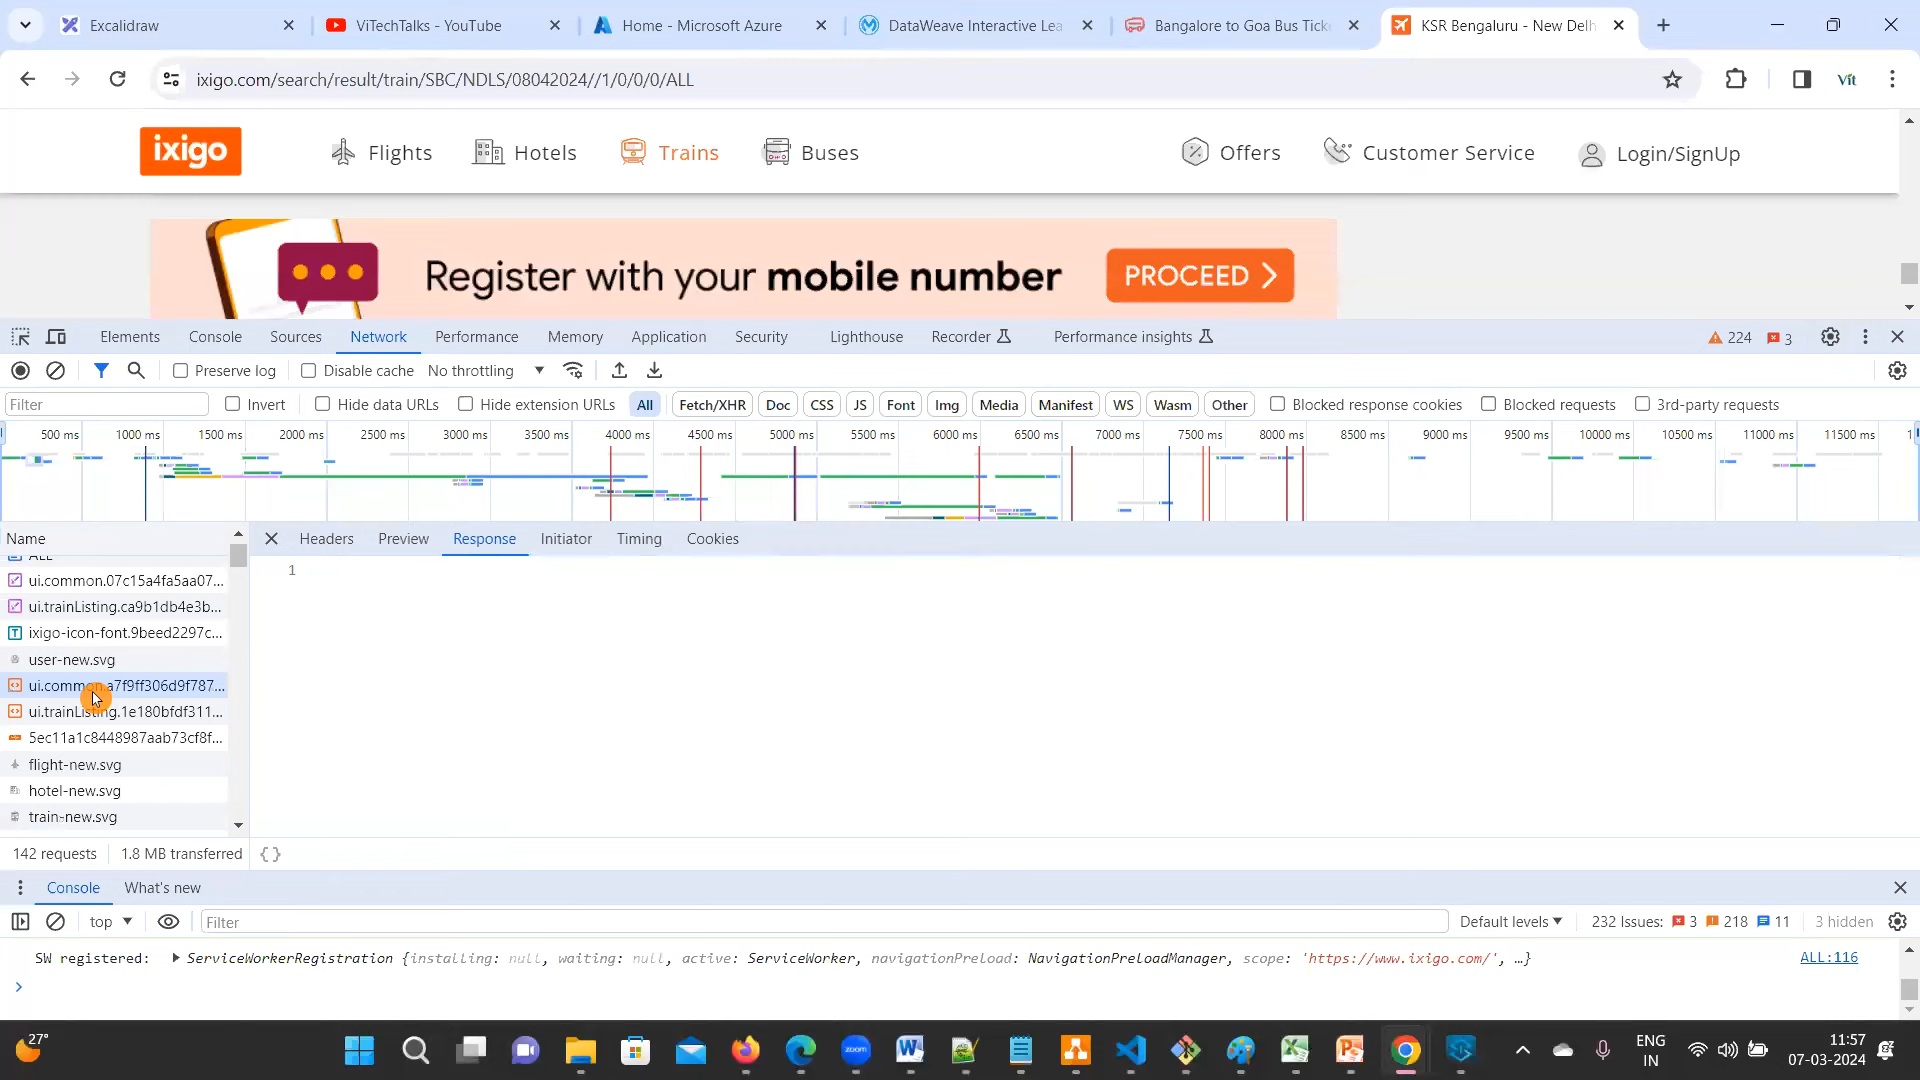 Excalidraw
ViTechTalks - YouTube
Home - Microsoft Azure
DataWeave Interactive Lea
Bangalore to Goa Bus Ticke
KSR Bengaluru - New Delh
ixigo.com/search/result/train/SBC/NDLS/08042024//1/0/0/0/ALL
Vit
ixigo
Flights
Hotels
Trains
Buses
Offers
Customer Service
Login/SignUp
Register with your mobile number
PROCEED
Elements Console Sources Network Performance Memory Application Security Lighthouse Recorder Performance insights 224 3
Preserve log Disable cache No throttling
Filter Invert Hide data URLs Hide extension URLs All Fetch/XHR Doc CSS JS Font Img Media Manifest WS Wasm Other Blocked response cookies Blocked requests 3rd-party requests
500 ms 1000 ms 1500 ms 2000 ms 2500 ms 3000 ms 3500 ms 4000 ms 4500 ms 5000 ms 5500 ms 6000 ms 6500 ms 7000 ms 7500 ms 8000 ms 8500 ms 9000 ms 9500 ms 10000 ms 10500 ms 11000 ms 11500 ms 1
Name
Headers Preview Response Initiator Timing Cookies
ALL
1
ui.common.07c15a4fa5aa07...
ui.trainListing.ca9b1db4e3b...
ixigo-icon-font.9beed2297c...
user-new.svg
ui.common.a7f9ff306d9f787...
ui.trainListing.1e180bfdf311...
5ec11a1c8448987aab73cf8f...
flight-new.svg
hotel-new.svg
train-new.svg
142 requests 1.8 MB transferred {}
Console What's new
top Filter Default levels 232 Issues: 3 218 11 3 hidden
SW registered: ServiceWorkerRegistration {installing: null, waiting: null, active: ServiceWorker, navigationPreload: NavigationPreloadManager, scope: 'https://www.ixigo.com/', …} ALL:116
27°
zoom
ENG
IN
11:57
07-03-2024